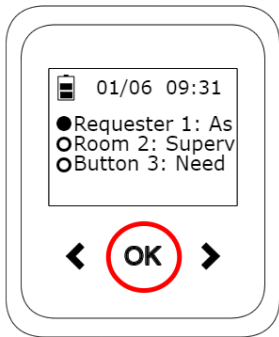 01/06 09:31
Requester 1: As
Room 2: Superv
Button 3: Need
OK